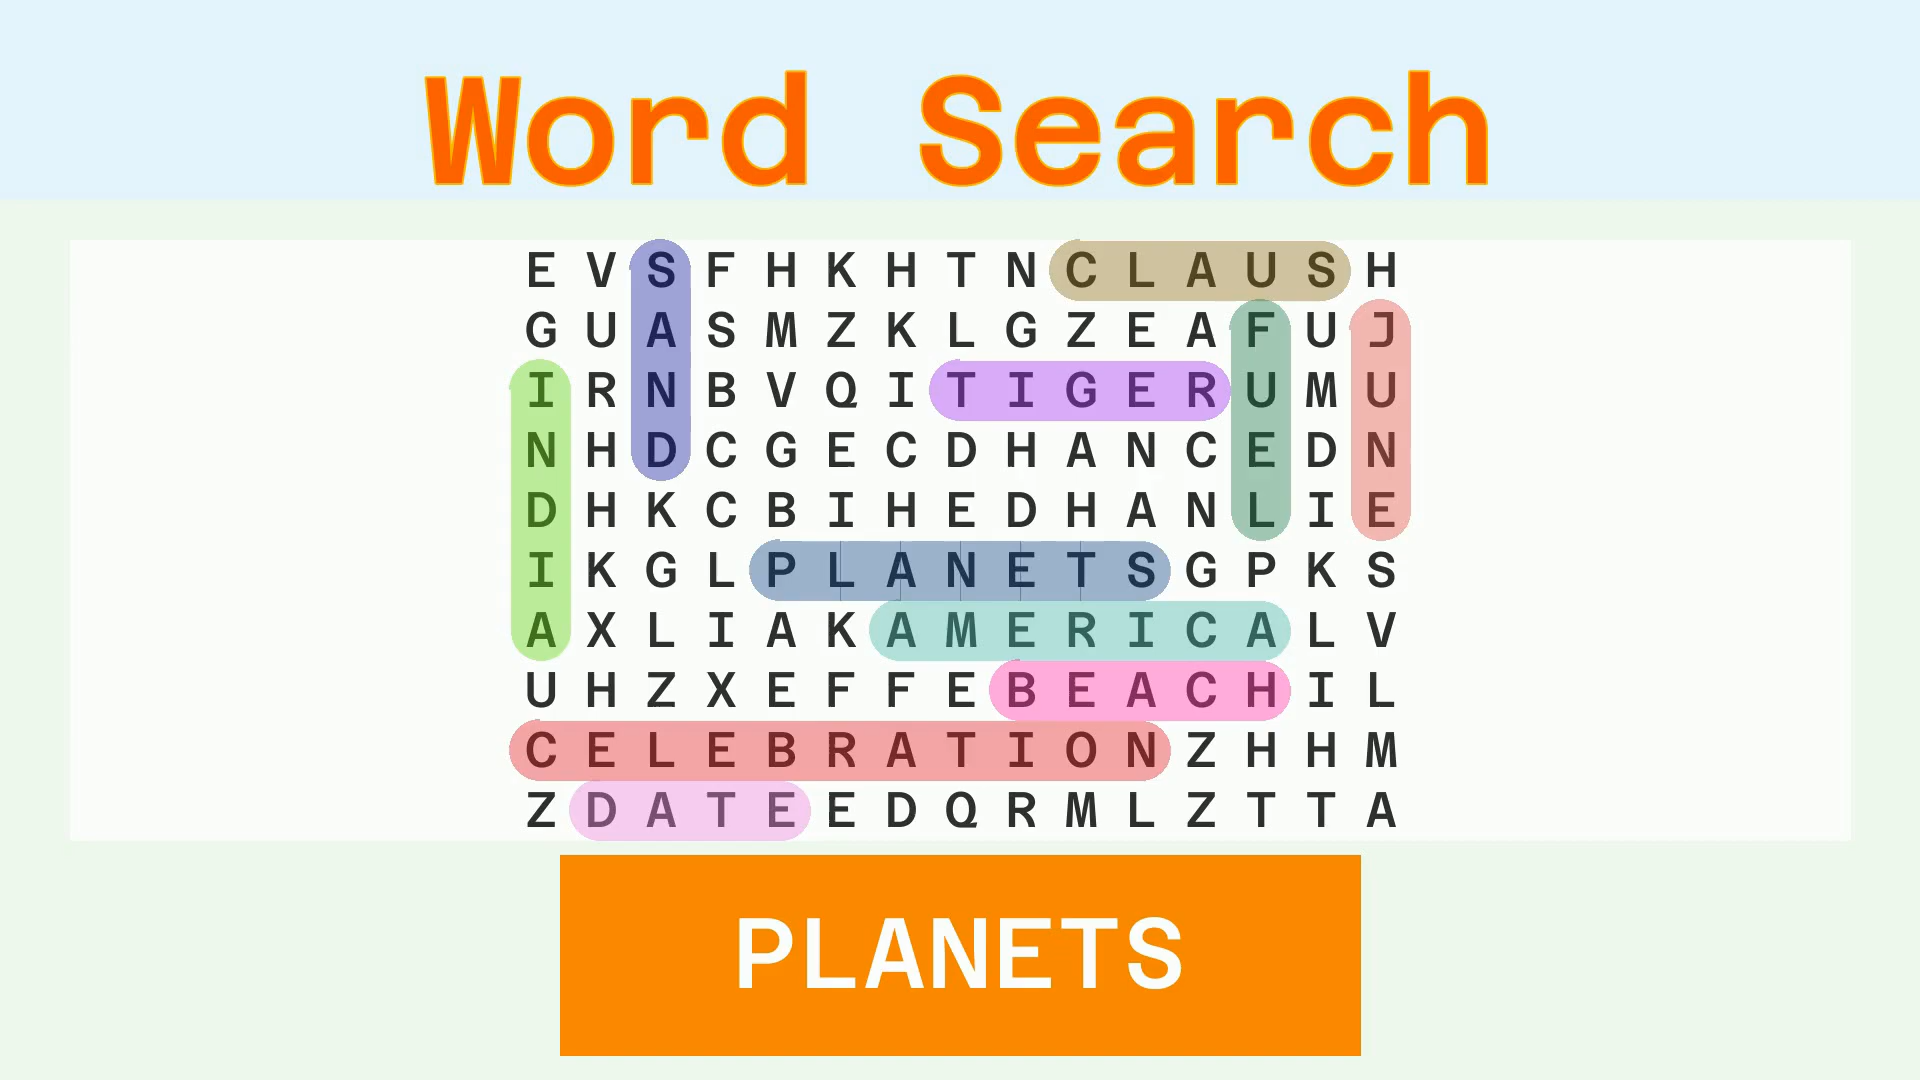 Word Search
E V S F H K H T N C L A U S H
G U A S M Z K L G Z E A F U J
I R N B V Q I T I G E R U M U
N H D C G E C D H A N C E D N
D H K C B I H E D H A N L I E
I K G L P L A N E T S G P K S
A X L I A K A M E R I C A L V
U H Z X E F F E B E A C H I L
C E L E B R A T I O N Z H H M
Z D A T E E D Q R M L Z T T A
PLANETS